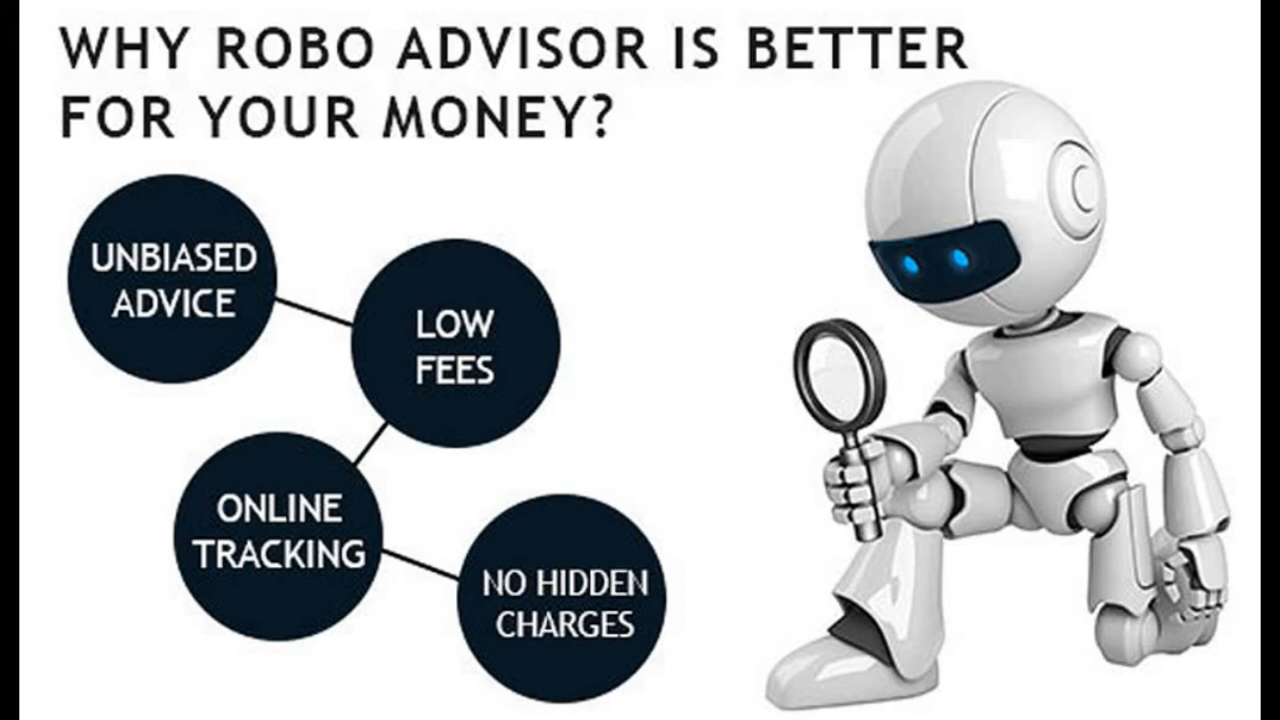 WHY ROBO ADVISOR IS BETTER
FOR YOUR MONEY?
UNBIASED
ADVICE
LOW
FEES
ONLINE
TRACKING
NO HIDDEN
CHARGES